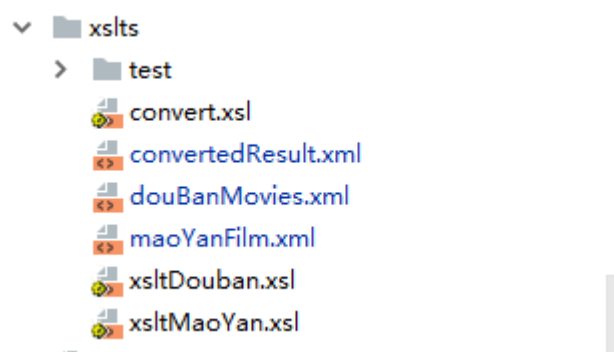 xslts
test
convert.xsl
convertedResult.xml
douBanMovies.xml
maoYanFilm.xml
xsltDouban.xsl
xsltMaoYan.xsl